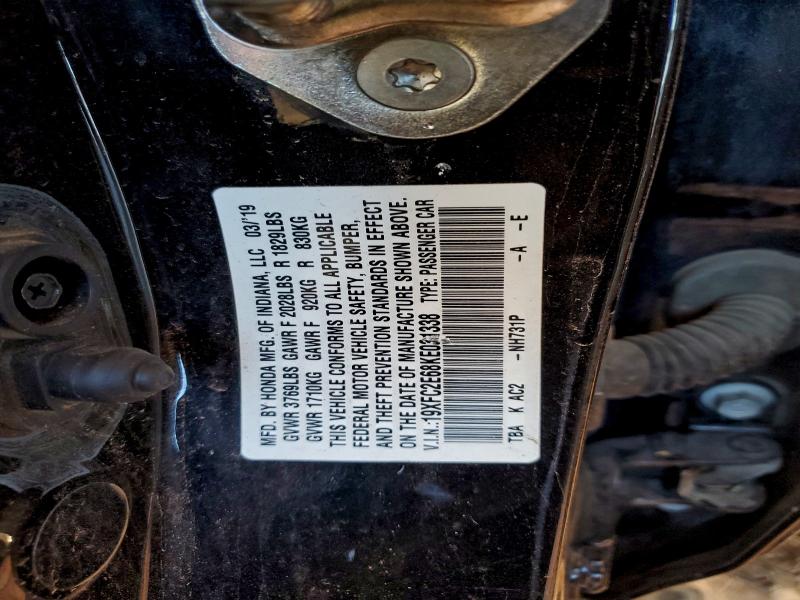 MFD. BY HONDA MFG. OF INDIANA, LLC 03/'19
GVWR 3769LBS GAWR F 2028LBS R 1829LBS
GVWR 1710KG GAWR F 920KG R 830KG
THIS VEHICLE CONFORMS TO ALL APPLICABLE
FEDERAL MOTOR VEHICLE SAFETY, BUMPER,
AND THEFT PREVENTION STANDARDS IN EFFECT
ON THE DATE OF MANUFACTURE SHOWN ABOVE.
V.I.N.:19XFC2E68KE031338 TYPE: PASSENGER CAR
TBA K AC2 -NH731P -A -E